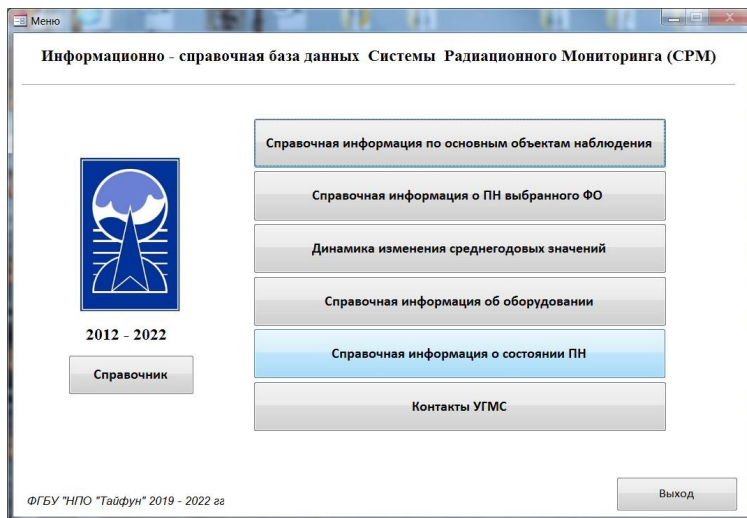 Меню
Информационно - справочная база данных Системы Радиационного Мониторинга (СРМ)
Справочная информация по основным объектам наблюдения
Справочная информация о ПН выбранного ФО
Динамика изменения среднегодовых значений
Справочная информация об оборудовании
2012 - 2022
Справочная информация о состоянии ПН
Справочник
Контакты УГМС
ФГБУ "НПО "Тайфун" 2019 - 2022 гг
Выход